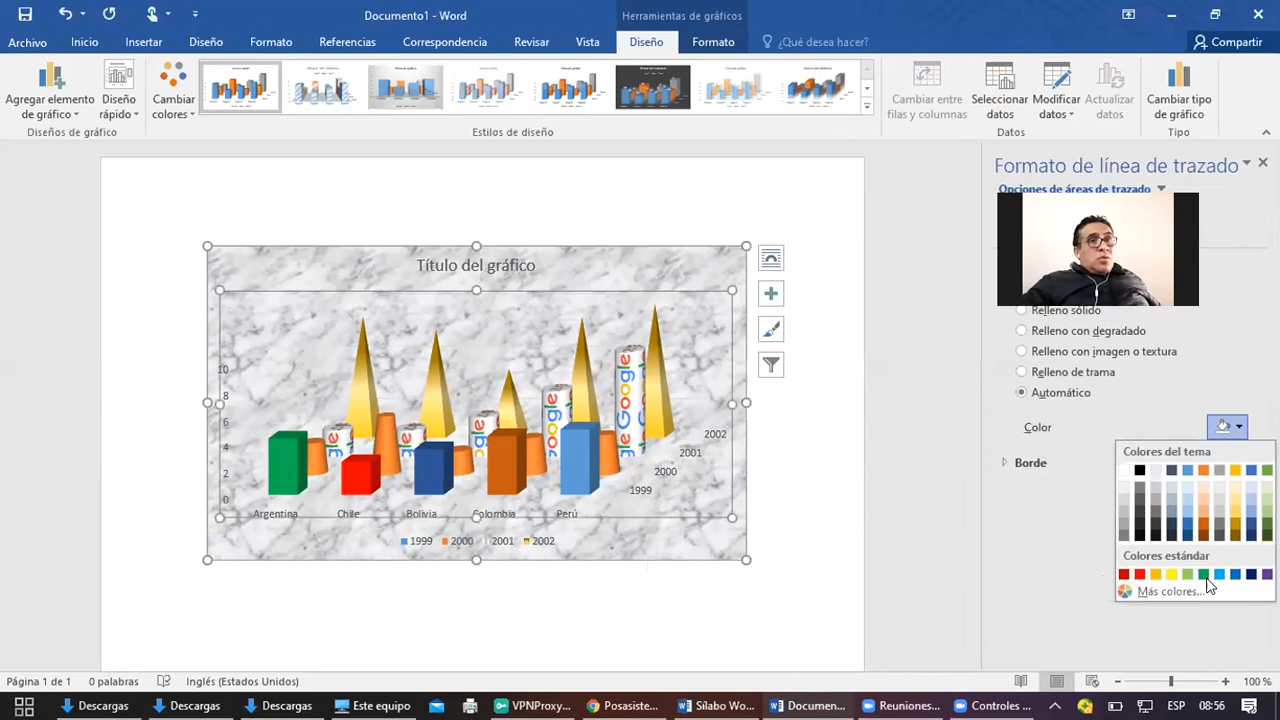 Documento1 - Word
Herramientas de gráficos
Archivo Inicio Insertar Diseño Formato Referencias Correspondencia Revisar Vista Diseño Formato ¿Qué desea hacer? Compartir
Agregar elemento de gráfico
Diseño rápido
Cambiar colores
Cambiar entre filas y columnas
Seleccionar datos
Modificar datos
Actualizar datos
Cambiar tipo de gráfico
Diseños de gráfico Estilos de diseño Datos Tipo
Formato de línea de trazado
Opciones de áreas de trazado
Relleno sólido
Relleno con degradado
Relleno con imagen o textura
Relleno de trama
Automático
Color
Borde
Colores del tema
Colores estándar
Más colores...
Título del gráfico
10
8
6
4
2
0
Google
2002
2001
2000
1999
Argentina Chile Bolivia Colombia Perú
1999 2000 2001 2002
Página 1 de 1 0 palabras Inglés (Estados Unidos) 100 %
Descargas Descargas Descargas Este equipo VPNProxy... Posasiste... Silabo Wo... Documen... Reuniones... Controles ... ESP 08:56